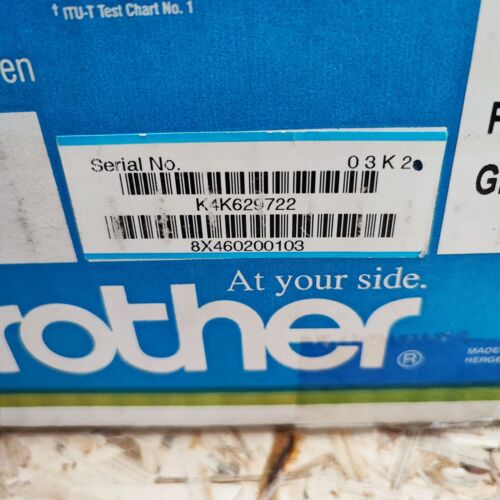 † ITU-T Test Chart No. 1
en
Serial No. 03K2
K4K629722
8X460200103
At your side.
rother®
MADE
HERGE